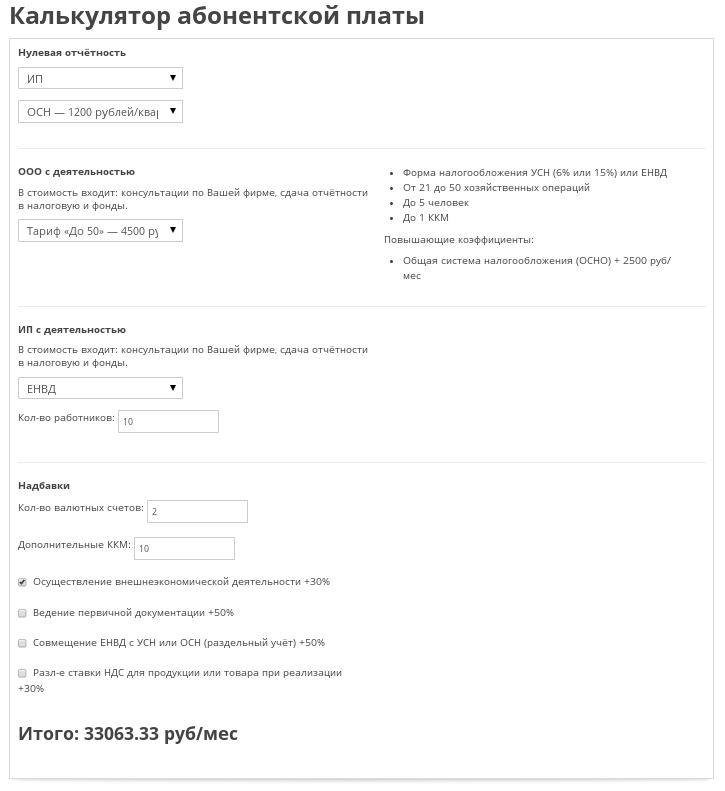 Калькулятор абонентской платы
Нулевая отчётность
ИП
ОСН — 1200 рублей/квар
ООО с деятельностью
В стоимость входит: консультации по Вашей фирме, сдача отчётности
в налоговую и фонды.
Тариф «До 50» — 4500 ру
Форма налогообложения УСН (6% или 15%) или ЕНВД
От 21 до 50 хозяйственных операций
До 5 человек
До 1 ККМ
Повышающие коэффициенты:
Общая система налогообложения (ОСНО) + 2500 руб/
мес
ИП с деятельностью
В стоимость входит: консультации по Вашей фирме, сдача отчётности
в налоговую и фонды.
ЕНВД
Кол-во работников: 10
Надбавки
Кол-во валютных счетов: 2
Дополнительные ККМ: 10
Осуществление внешнеэкономической деятельности +30%
Ведение первичной документации +50%
Совмещение ЕНВД с УСН или ОСН (раздельный учёт) +50%
Разл-е ставки НДС для продукции или товара при реализации
+30%
Итого: 33063.33 руб/мес